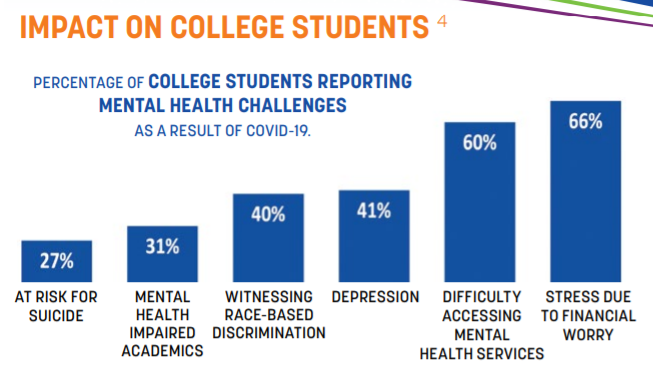 IMPACT ON COLLEGE STUDENTS 4
PERCENTAGE OF COLLEGE STUDENTS REPORTING
MENTAL HEALTH CHALLENGES
AS A RESULT OF COVID-19.
27%
31%
40%
41%
60%
66%
AT RISK FOR
SUICIDE
MENTAL
HEALTH
IMPAIRED
ACADEMICS
WITNESSING
RACE-BASED
DISCRIMINATION
DEPRESSION
DIFFICULTY
ACCESSING
MENTAL
HEALTH SERVICES
STRESS DUE
TO FINANCIAL
WORRY